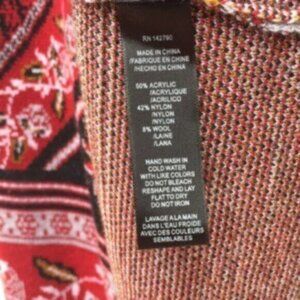 RN 142790
MADE IN CHINA
/FABRIQUE EN CHINE
/HECHO EN CHINA
50% ACRYLIC
/ACRYLIQUE
/ACRILICO
42% NYLON
/NYLON
/NYLON
8% WOOL
/LAINE
/LANA
HAND WASH IN
COLD WATER
WITH LIKE COLORS
DO NOT BLEACH
RESHAPE AND LAY
FLAT TO DRY
DO NOT IRON
LAVAGE A LA MAIN
DANS L'EAU FROIDE
AVEC DES COULEURS
SEMBLABLES